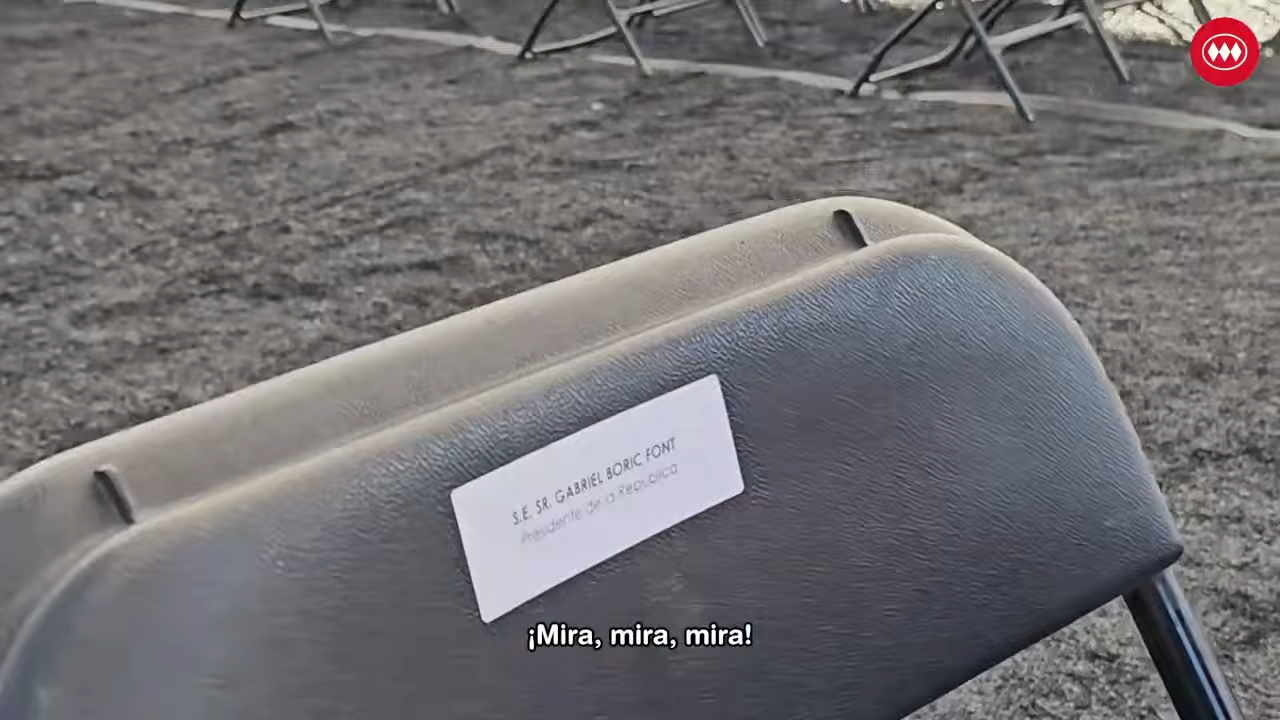 S.E. SR. GABRIEL BORIC FONT
Presidente de la República
¡Mira, mira, mira!